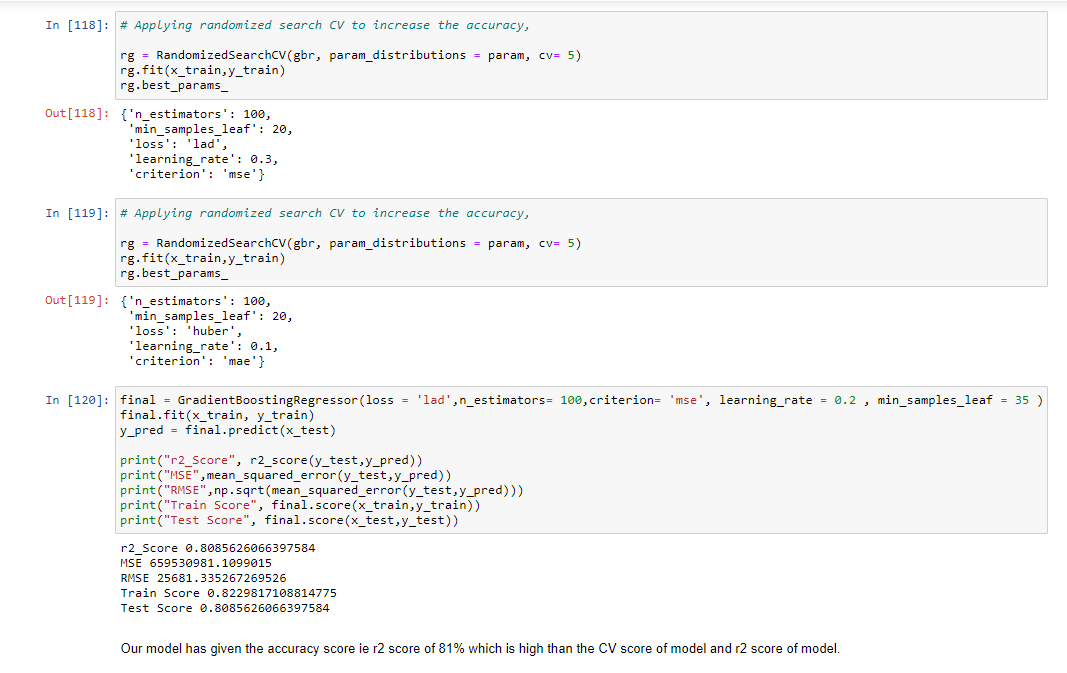 In [118]: # Applying randomized search CV to increase the accuracy,
rg = RandomizedSearchCV(gbr, param_distributions = param, cv= 5)
rg.fit(x_train,y_train)
rg.best_params_
Out[118]: {'n_estimators': 100,
'min_samples_leaf': 20,
'loss': 'lad',
'learning_rate': 0.3,
'criterion': 'mse'}
In [119]: # Applying randomized search CV to increase the accuracy,
rg = RandomizedSearchCV(gbr, param_distributions = param, cv= 5)
rg.fit(x_train,y_train)
rg.best_params_
Out[119]: {'n_estimators': 100,
'min_samples_leaf': 20,
'loss': 'huber',
'learning_rate': 0.1,
'criterion': 'mae'}
In [120]: final = GradientBoostingRegressor(loss = 'lad',n_estimators= 100,criterion= 'mse', learning_rate = 0.2 , min_samples_leaf = 35 )
final.fit(x_train, y_train)
y_pred = final.predict(x_test)
print("r2_Score", r2_score(y_test,y_pred))
print("MSE",mean_squared_error(y_test,y_pred))
print("RMSE",np.sqrt(mean_squared_error(y_test,y_pred)))
print("Train Score", final.score(x_train,y_train))
print("Test Score", final.score(x_test,y_test))
r2_Score 0.8085626066397584
MSE 659530981.1099015
RMSE 25681.335267269526
Train Score 0.8229817108814775
Test Score 0.8085626066397584
Our model has given the accuracy score ie r2 score of 81% which is high than the CV score of model and r2 score of model.